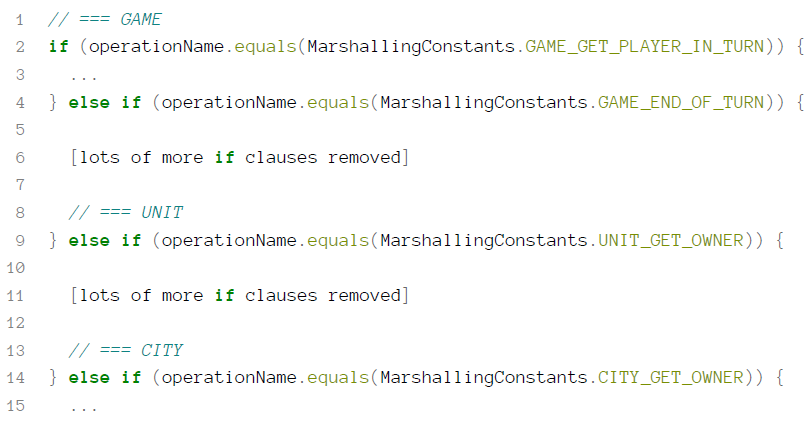 1 // === GAME
2 if (operationName.equals(MarshallingConstants.GAME_GET_PLAYER_IN_TURN)) {
3   ...
4 } else if (operationName.equals(MarshallingConstants.GAME_END_OF_TURN)) {
5
6   [lots of more if clauses removed]
7
8   // === UNIT
9 } else if (operationName.equals(MarshallingConstants.UNIT_GET_OWNER)) {
10
11   [lots of more if clauses removed]
12
13   // === CITY
14 } else if (operationName.equals(MarshallingConstants.CITY_GET_OWNER)) {
15   ...